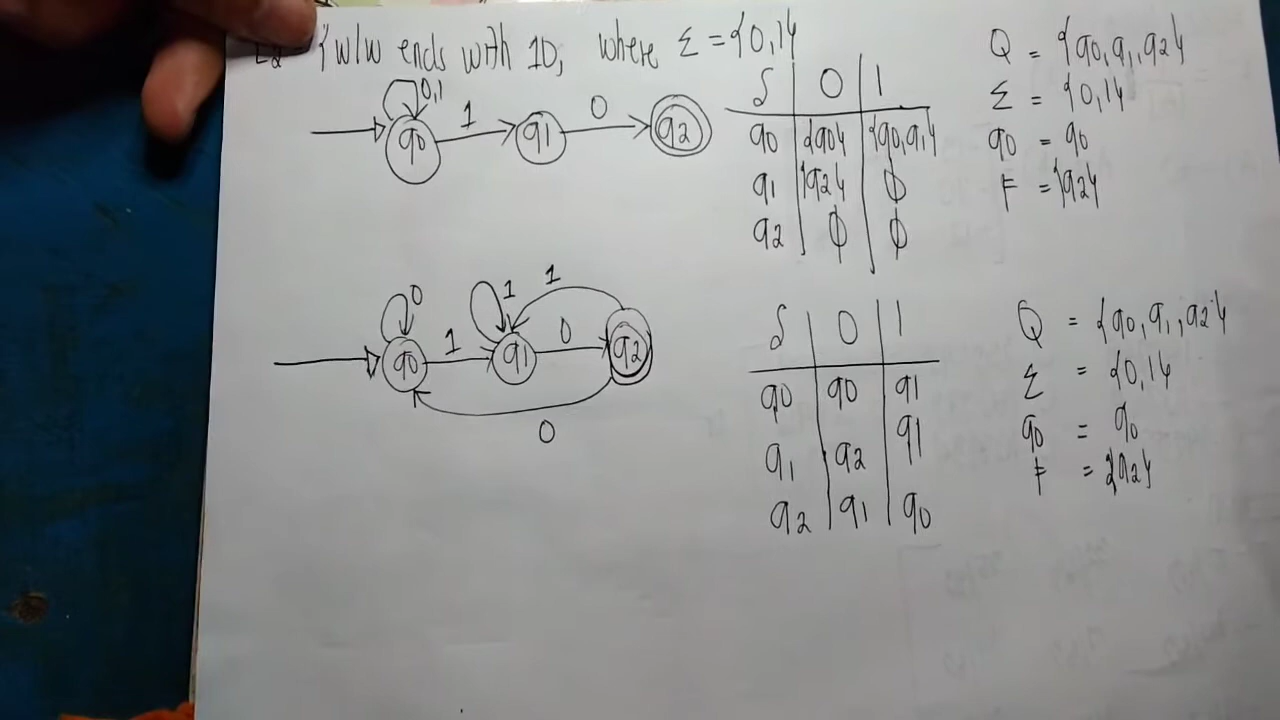 L2 {w/w ends with 10, where Σ = {0,1}
0,1
q0 1 q1 0 q2
δ 0 1
q0 {q0} {q0,q1}
q1 {q2} ϕ
q2 ϕ ϕ
Q = {q0,q1,q2}
Σ = {0,1}
q0 = q0
F = {q2}
0 1 1
q0 1 q1 0 q2
0
δ 0 1
q0 q0 q1
q1 q2 q1
q2 q1 q0
Q = {q0,q1,q2}
Σ = {0,1}
q0 = q0
F = {q2}